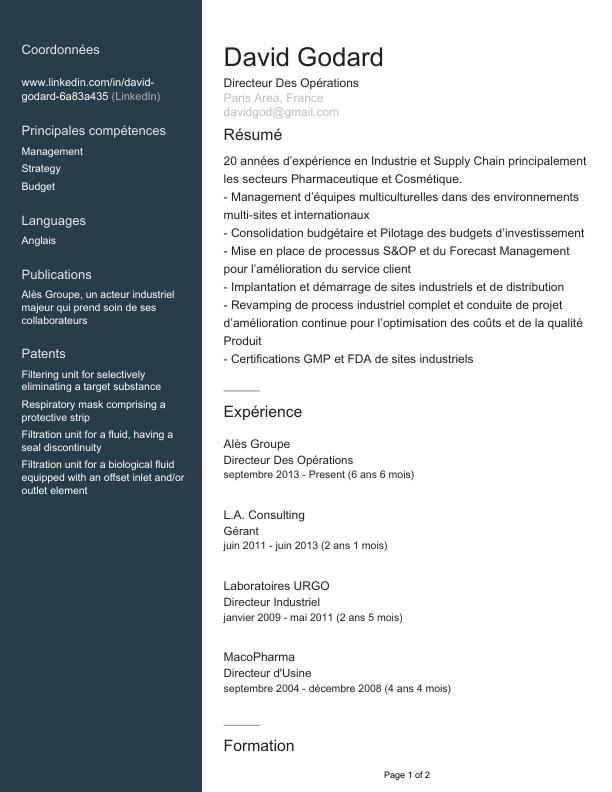 Coordonnées
www.linkedin.com/in/david-
godard-6a83a435 (LinkedIn)
Principales compétences
Management
Strategy
Budget
Languages
Anglais
Publications
Alès Groupe, un acteur industriel
majeur qui prend soin de ses
collaborateurs
Patents
Filtering unit for selectively
eliminating a target substance
Respiratory mask comprising a
protective strip
Filtration unit for a fluid, having a
seal discontinuity
Filtration unit for a biological fluid
equipped with an offset inlet and/or
outlet element
David Godard
Directeur Des Opérations
Paris Area, France
davidgod@gmail.com
Résumé
20 années d'expérience en Industrie et Supply Chain principalement
les secteurs Pharmaceutique et Cosmétique.
- Management d'équipes multiculturelles dans des environnements
multi-sites et internationaux
- Consolidation budgétaire et Pilotage des budgets d'investissement
- Mise en place de processus S&OP et du Forecast Management
pour l'amélioration du service client
- Implantation et démarrage de sites industriels et de distribution
- Revamping de process industriel complet et conduite de projet
d'amélioration continue pour l'optimisation des coûts et de la qualité
Produit
- Certifications GMP et FDA de sites industriels
Expérience
Alès Groupe
Directeur Des Opérations
septembre 2013 - Present (6 ans 6 mois)
L.A. Consulting
Gérant
juin 2011 - juin 2013 (2 ans 1 mois)
Laboratoires URGO
Directeur Industriel
janvier 2009 - mai 2011 (2 ans 5 mois)
MacoPharma
Directeur d'Usine
septembre 2004 - décembre 2008 (4 ans 4 mois)
Formation
Page 1 of 2